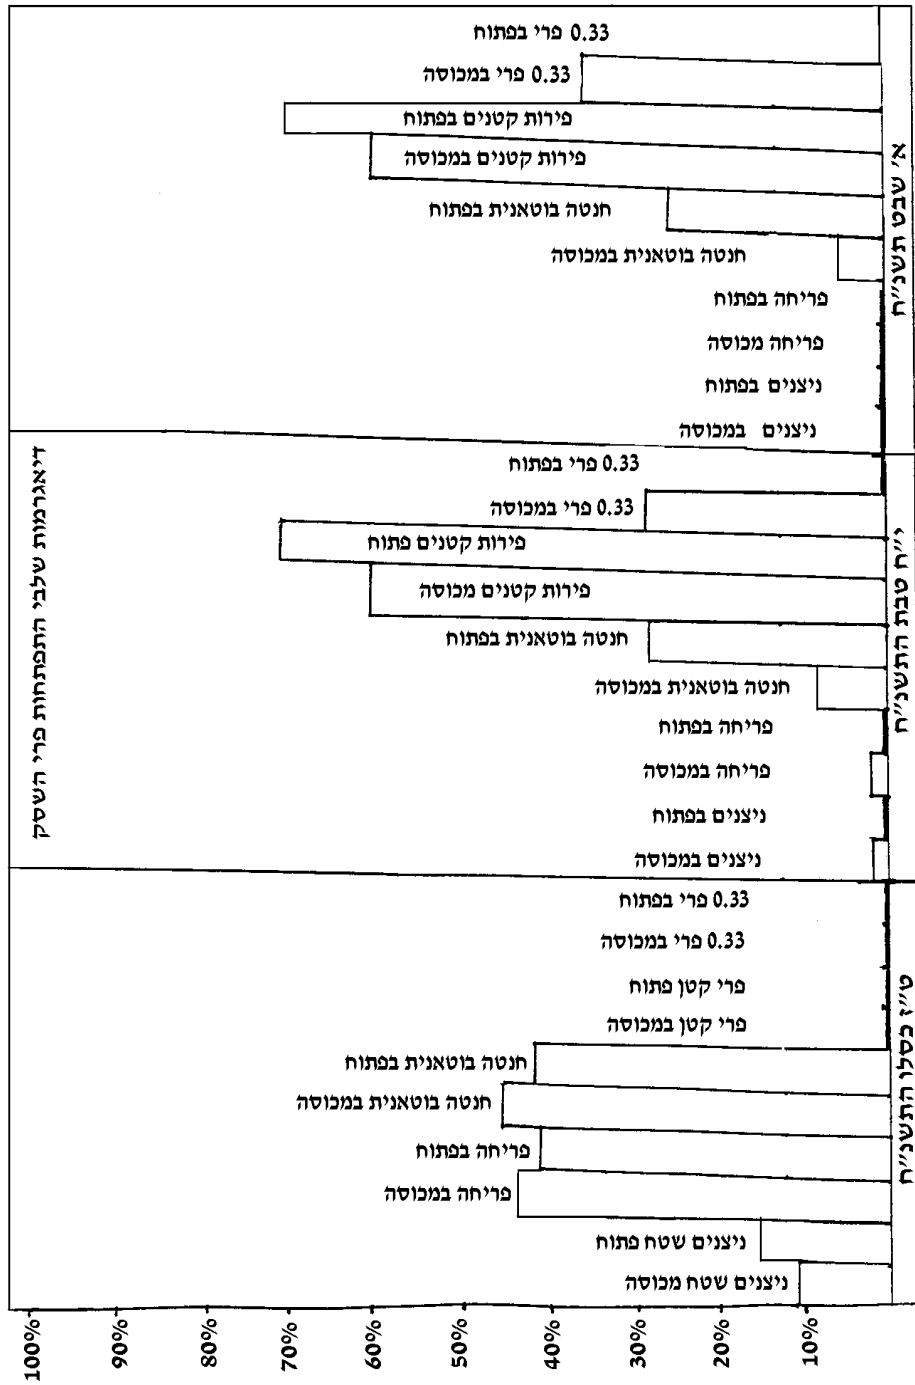 0.33 פרי בפתוח
0.33 פרי במכוסה
פירות קטנים בפתוח
פירות קטנים במכוסה
חנטה בוטאנית בפתוח
חנטה בוטאנית במכוסה
פריחה בפתוח
פריחה מכוסה
ניצנים בפתוח
ניצנים במכוסה
א' שבט תשנ"ח
דיאגרמות שלבי התפתחות פרי השסק
0.33 פרי בפתוח
0.33 פרי במכוסה
פירות קטנים פתוח
פירות קטנים מכוסה
חנטה בוטאנית בפתוח
חנטה בוטאנית במכוסה
פריחה בפתוח
פריחה במכוסה
ניצנים בפתוח
ניצנים במכוסה
י"ח טבת התשנ"ח
0.33 פרי בפתוח
0.33 פרי במכוסה
פרי קטן פתוח
פרי קטן במכוסה
חנטה בוטאנית בפתוח
חנטה בוטאנית במכוסה
פריחה בפתוח
פריחה במכוסה
ניצנים שטח פתוח
ניצנים שטח מכוסה
ט"ז כסלו התשנ"ח
100%
90%
80%
70%
60%
50%
40%
30%
20%
10%